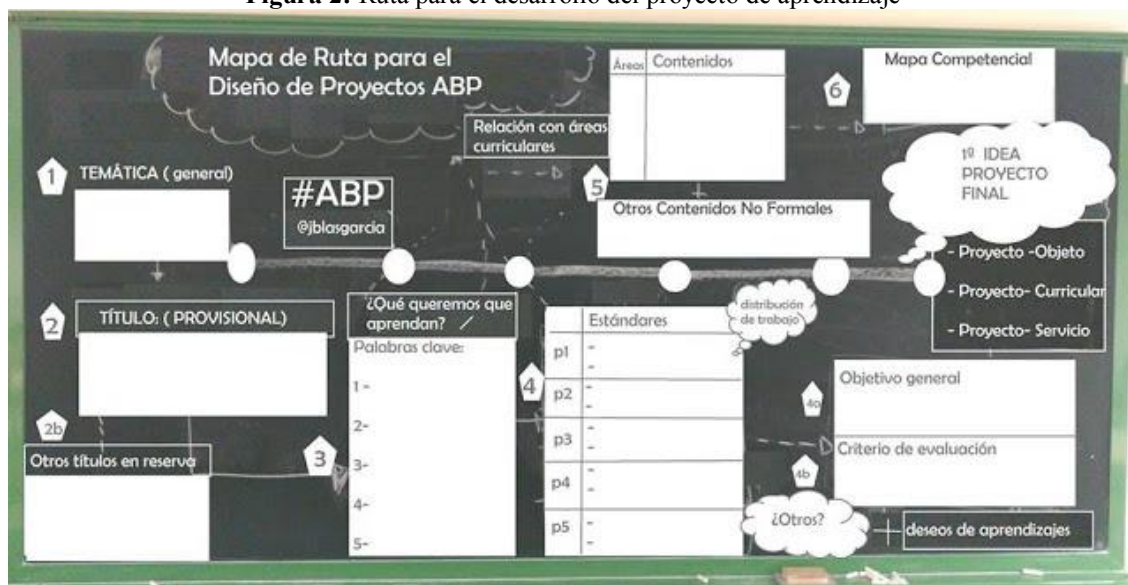 Figura 2: Ruta para el desarrollo del proyecto de aprendizaje
Mapa de Ruta para el
Diseño de Proyectos ABP
1
TEMÁTICA ( general)
#ABP
@jblasgarcia
2
TÍTULO: ( PROVISIONAL)
2b
Otros títulos en reserva
3
¿Qué queremos que
aprendan? /
Palabras clave:
1-
2-
3-
4-
5-
4
Estándares
p1 -
-
p2 -
-
p3 -
-
p4 -
-
p5 -
-
distribución
de trabajo
4a
Objetivo general
4b
Criterio de evaluación
¿Otros?
+ deseos de aprendizajes
Relación con áreas
curriculares
5
Áreas Contenidos
+
Otros Contenidos No Formales
6
Mapa Competencial
1º IDEA
PROYECTO
FINAL
- Proyecto -Objeto
- Proyecto- Curricular
- Proyecto- Servicio